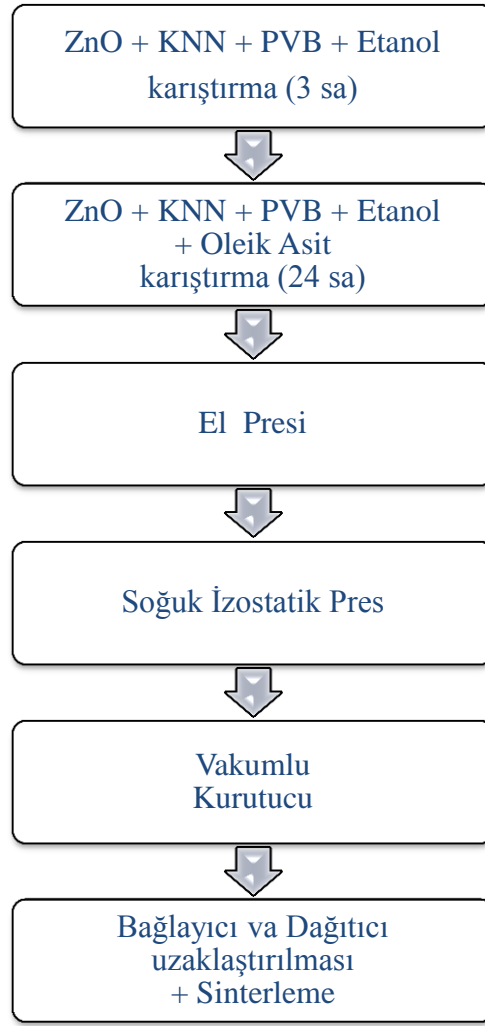 ZnO + KNN + PVB + Etanol
karıştırma (3 sa)
ZnO + KNN + PVB + Etanol
+ Oleik Asit
karıştırma (24 sa)
El Presi
Soğuk İzostatik Pres
Vakumlu
Kurutucu
Bağlayıcı va Dağıtıcı
uzaklaştırılması
+ Sinterleme